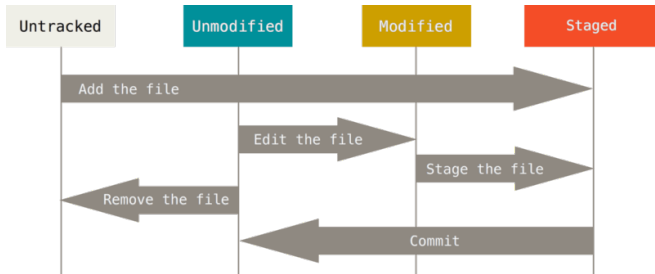 Untracked
Unmodified
Modified
Staged
Add the file
Edit the file
Stage the file
Remove the file
Commit